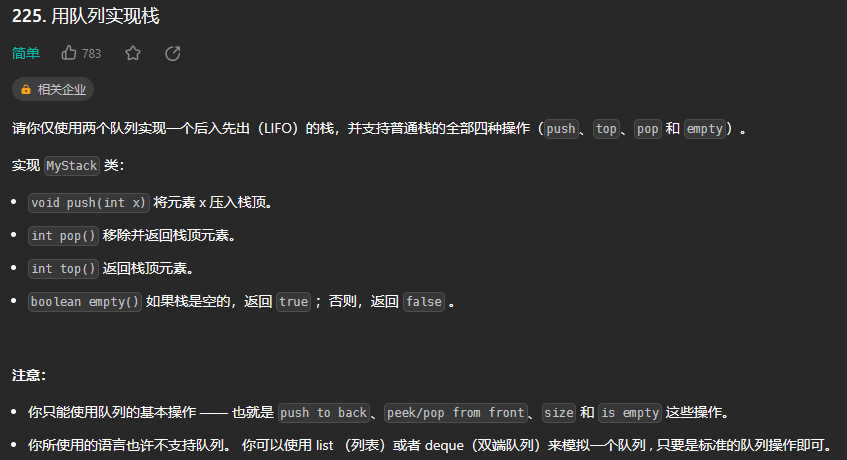 225. 用队列实现栈
简单 783
相关企业
请你仅使用两个队列实现一个后入先出（LIFO）的栈，并支持普通栈的全部四种操作（push、top、pop 和 empty）。
实现 MyStack 类：
• void push(int x) 将元素 x 压入栈顶。
• int pop() 移除并返回栈顶元素。
• int top() 返回栈顶元素。
• boolean empty() 如果栈是空的，返回 true ；否则，返回 false 。
注意：
• 你只能使用队列的基本操作 —— 也就是 push to back、peek/pop from front、size 和 is empty 这些操作。
• 你所使用的语言也许不支持队列。 你可以使用 list （列表）或者 deque（双端队列）来模拟一个队列 , 只要是标准的队列操作即可。